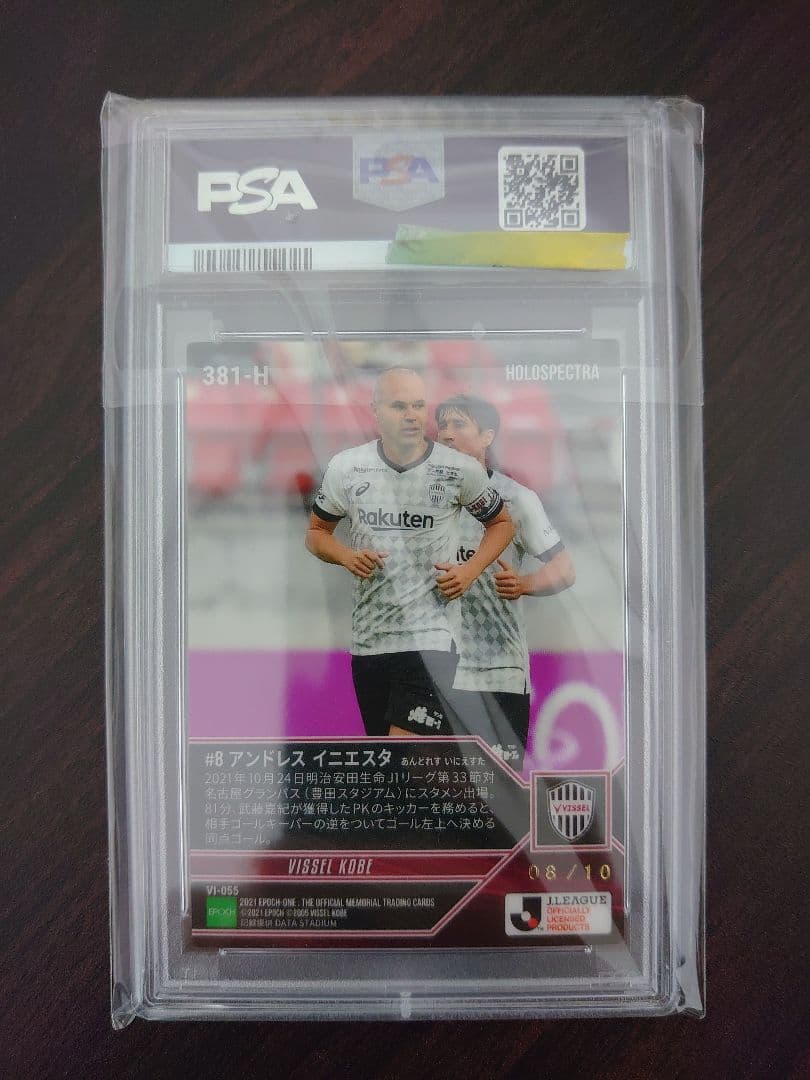 PSA
PSA
381-H
HOLOSPECTRA
Rakuten
#8 アンドレス イニエスタ あんどれす いにえすた
2021年10月24日明治安田生命J1リーグ第33節対
名古屋グランパス（豊田スタジアム）にスタメン出場。
81分、武藤嘉紀が獲得したPKのキッカーを務めると、
相手ゴールキーパーの逆をついてゴール左上へ決める
同点ゴール。
VISSEL
VISSEL KOBE
08/10
VI-055
EPOCH
2021 EPOCH-ONE . THE OFFICIAL MEMORIAL TRADING CARDS
©2021 EPOCH ©2005 VISSEL KOBE
記録提供 DATA STADIUM
J.LEAGUE
OFFICIALLY
LICENSED
PRODUCTS